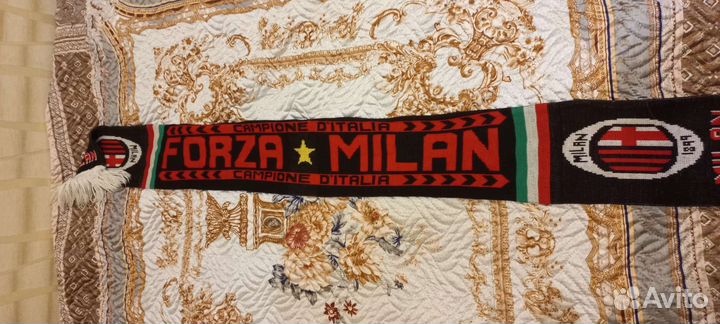 CAMPIONE D'ITALIA
FORZA ★ MILAN
CAMPIONE D'ITALIA
MILAN
1899
Avito